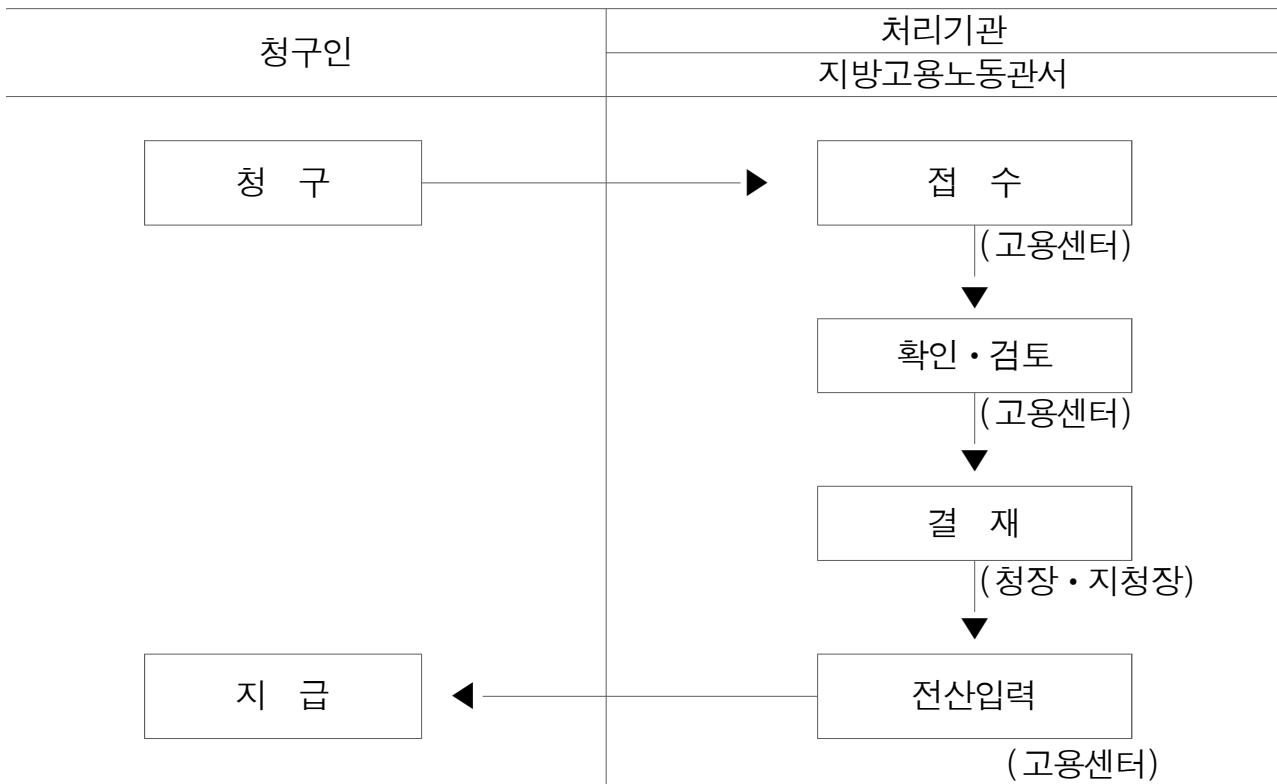 청구인
처리기관
지방고용노동관서
청 구
접 수
(고용센터)
확인・검토
(고용센터)
결 재
(청장・지청장)
지 급
전산입력
(고용센터)